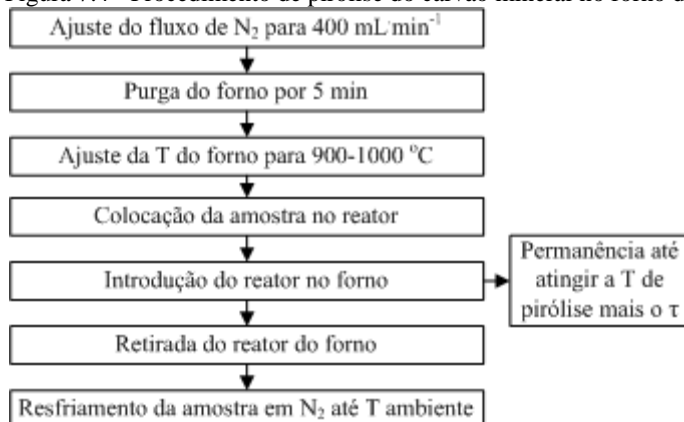 Ajuste do fluxo de N₂ para 400 mL·min⁻¹
Purga do forno por 5 min
Ajuste da T do forno para 900-1000 °C
Colocação da amostra no reator
Introdução do reator no forno
Permanência até
atingir a T de
pirólise mais o τ
Retirada do reator do forno
Resfriamento da amostra em N₂ até T ambiente